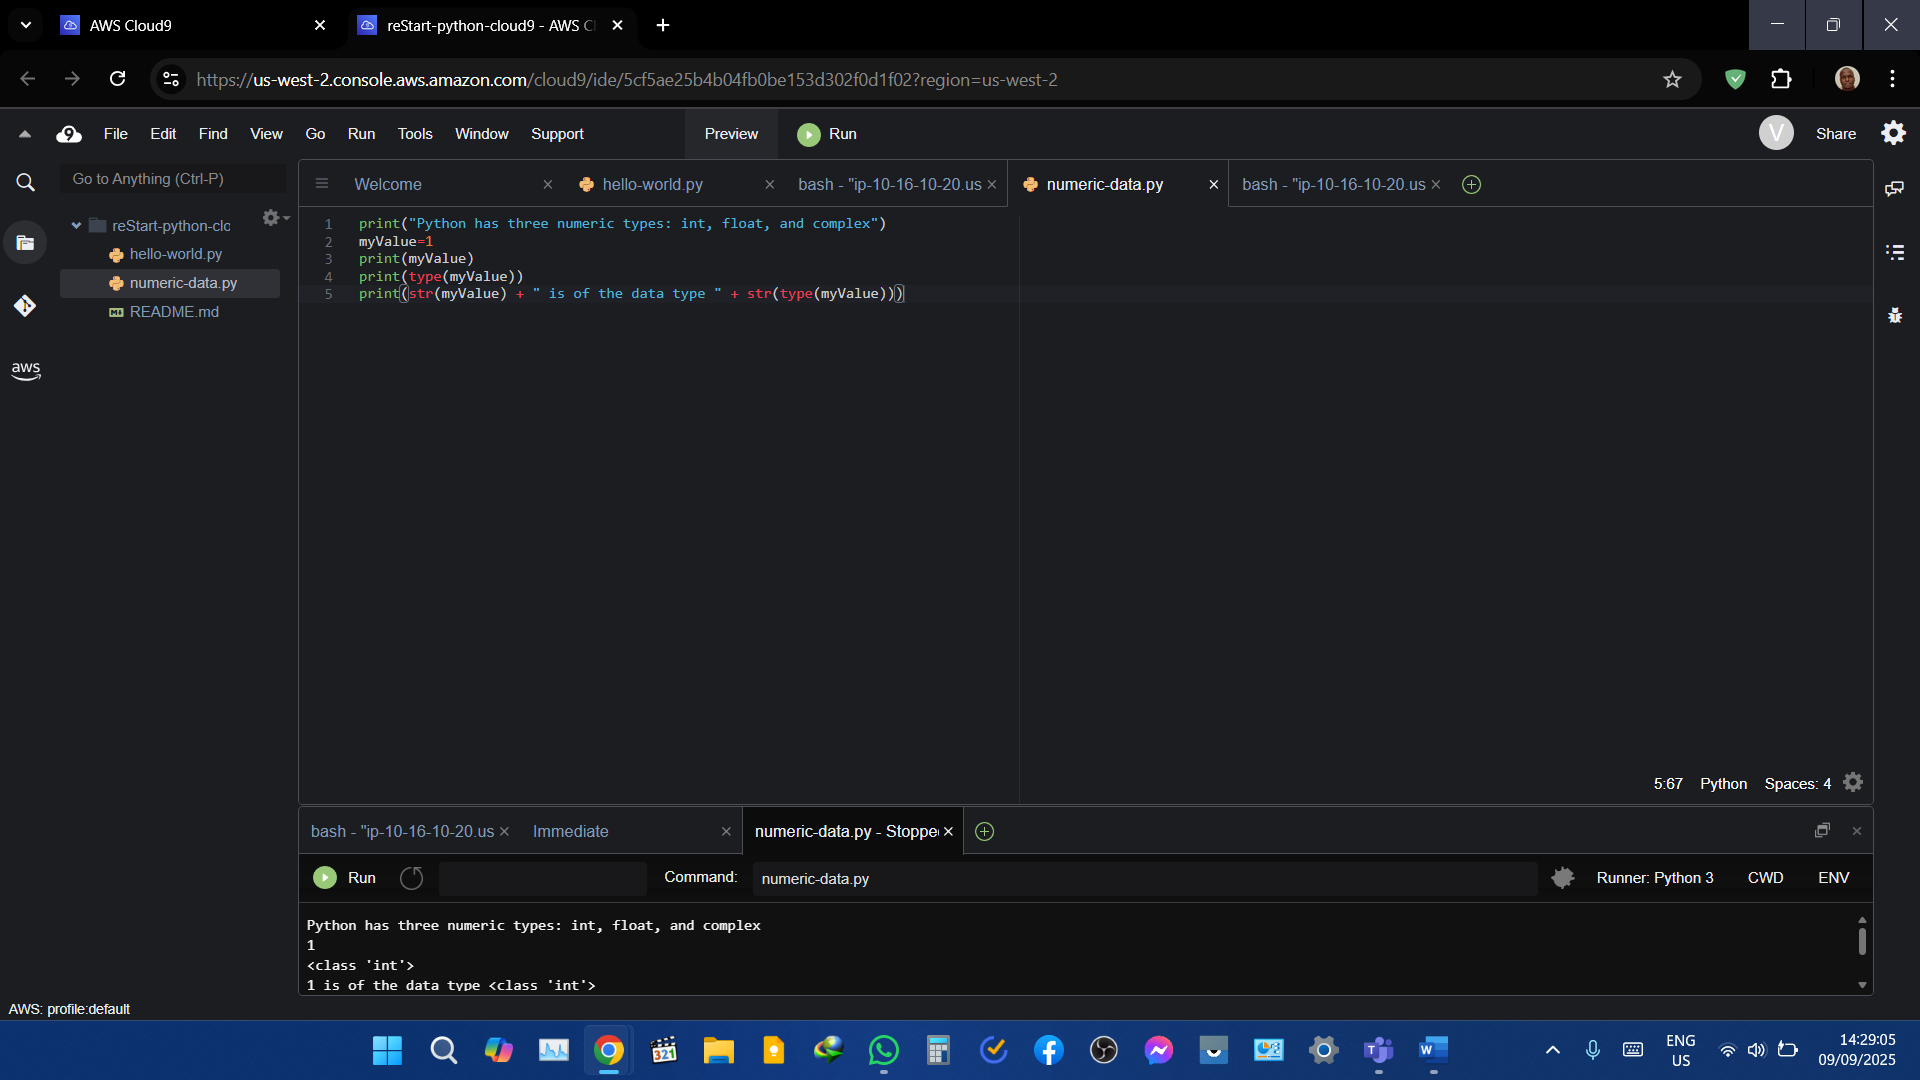 AWS Cloud9
reStart-python-cloud9 - AWS C
https://us-west-2.console.aws.amazon.com/cloud9/ide/5cf5ae25b4b04fb0be153d302f0d1f02?region=us-west-2
9 File Edit Find View Go Run Tools Window Support Preview Run V Share
Go to Anything (Ctrl-P)
Welcome hello-world.py bash - "ip-10-16-10-20.us numeric-data.py bash - "ip-10-16-10-20.us
reStart-python-clo
hello-world.py
numeric-data.py
README.md
aws
1 print("Python has three numeric types: int, float, and complex")
2 myValue=1
3 print(myValue)
4 print(type(myValue))
5 print(str(myValue) + " is of the data type " + str(type(myValue)))
5:67 Python Spaces: 4
bash - "ip-10-16-10-20.us Immediate numeric-data.py - Stopped
Run Command: numeric-data.py Runner: Python 3 CWD ENV
Python has three numeric types: int, float, and complex
1
<class 'int'>
1 is of the data type <class 'int'>
AWS: profile:default
321
ENG
US
14:29:05
09/09/2025